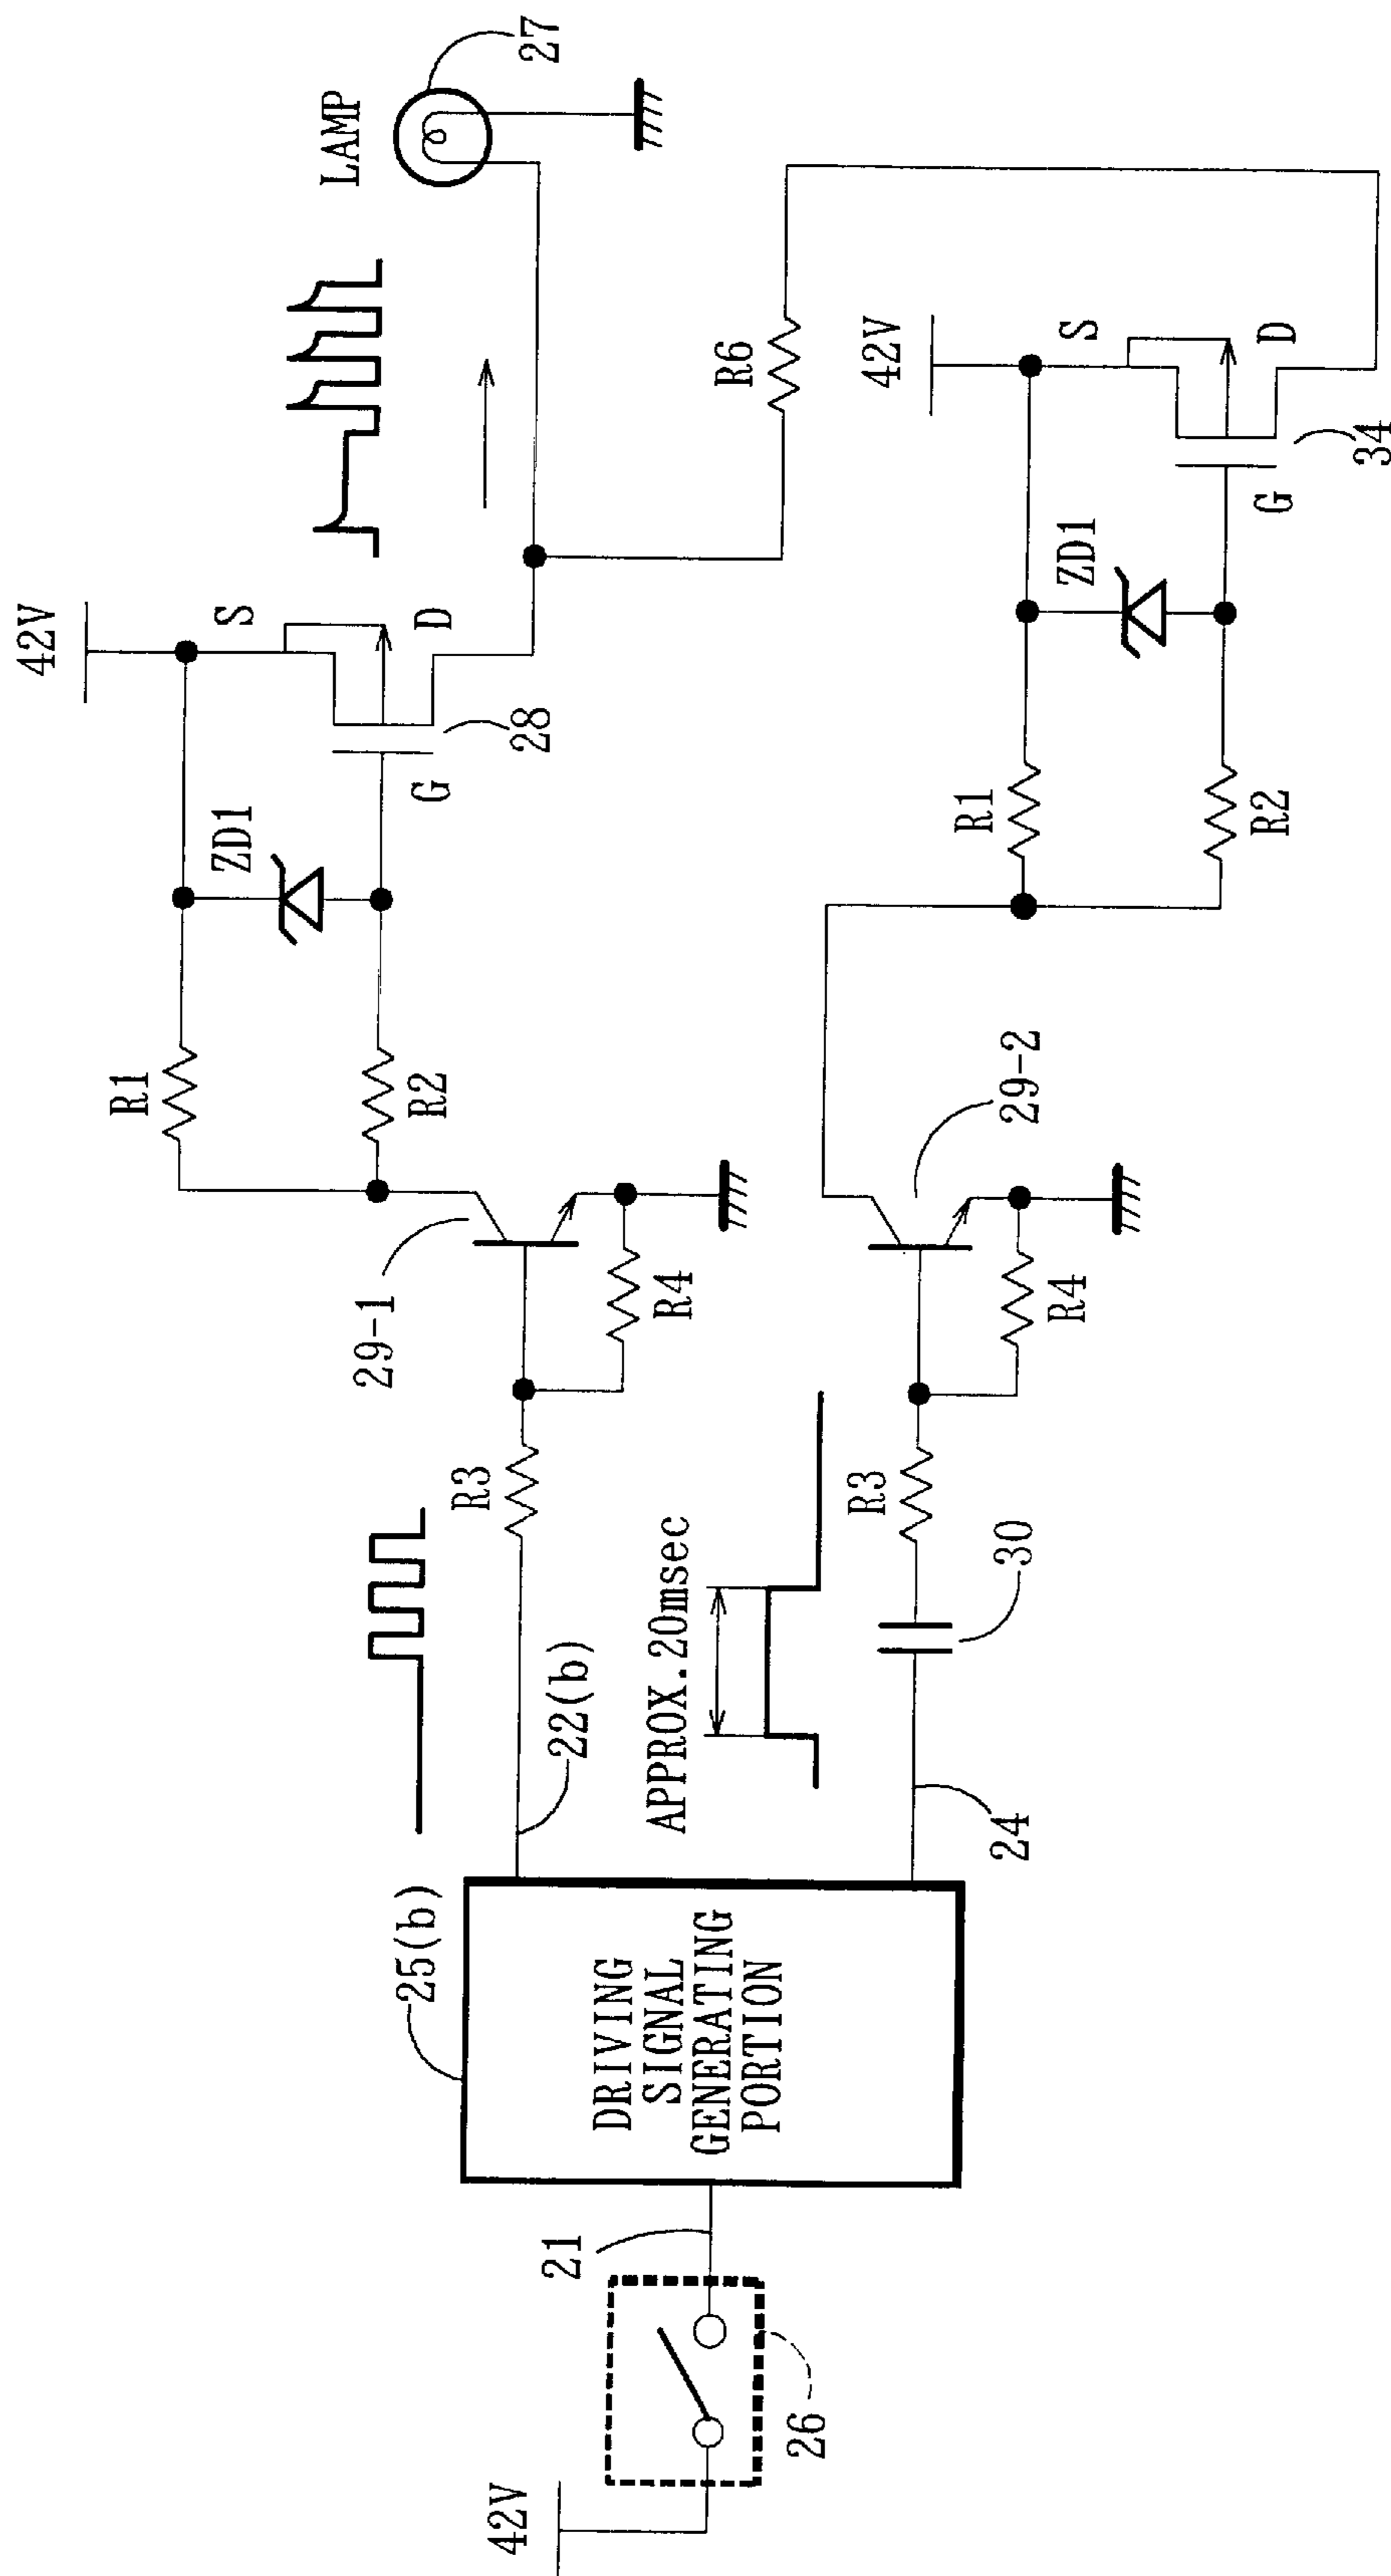 42V
26
21
25(b)
DRIVING
SIGNAL
GENERATING
PORTION
22(b)
24
APPROX.20msec
30
R3
R3
R4
R4
29-1
29-2
R1
R2
ZD1
42V
S
G
D
28
R1
R2
ZD1
42V
S
G
D
34
R6
LAMP
27